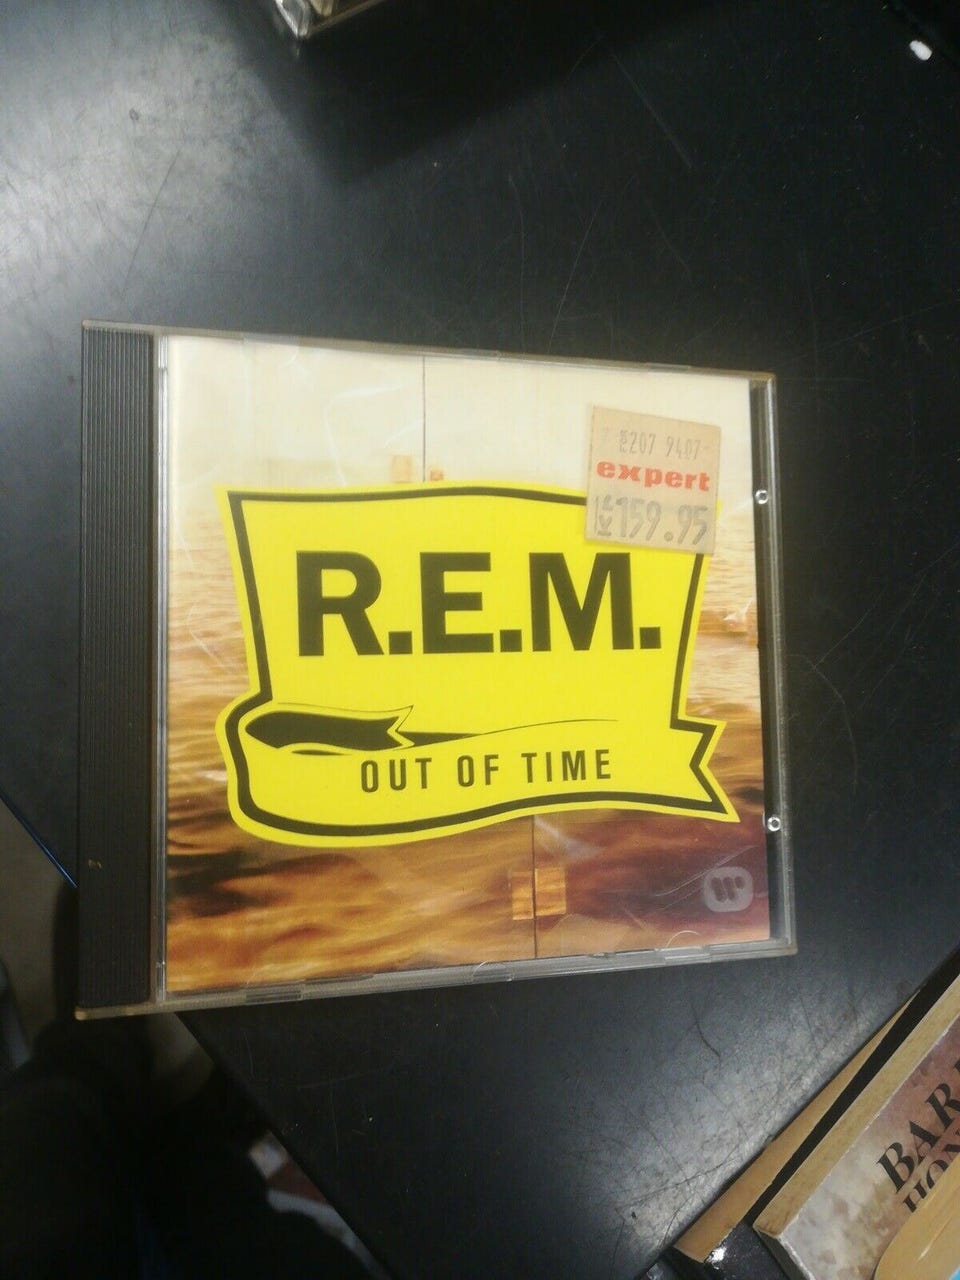 E207 9407
expert
159.95
R.E.M.
OUT OF TIME